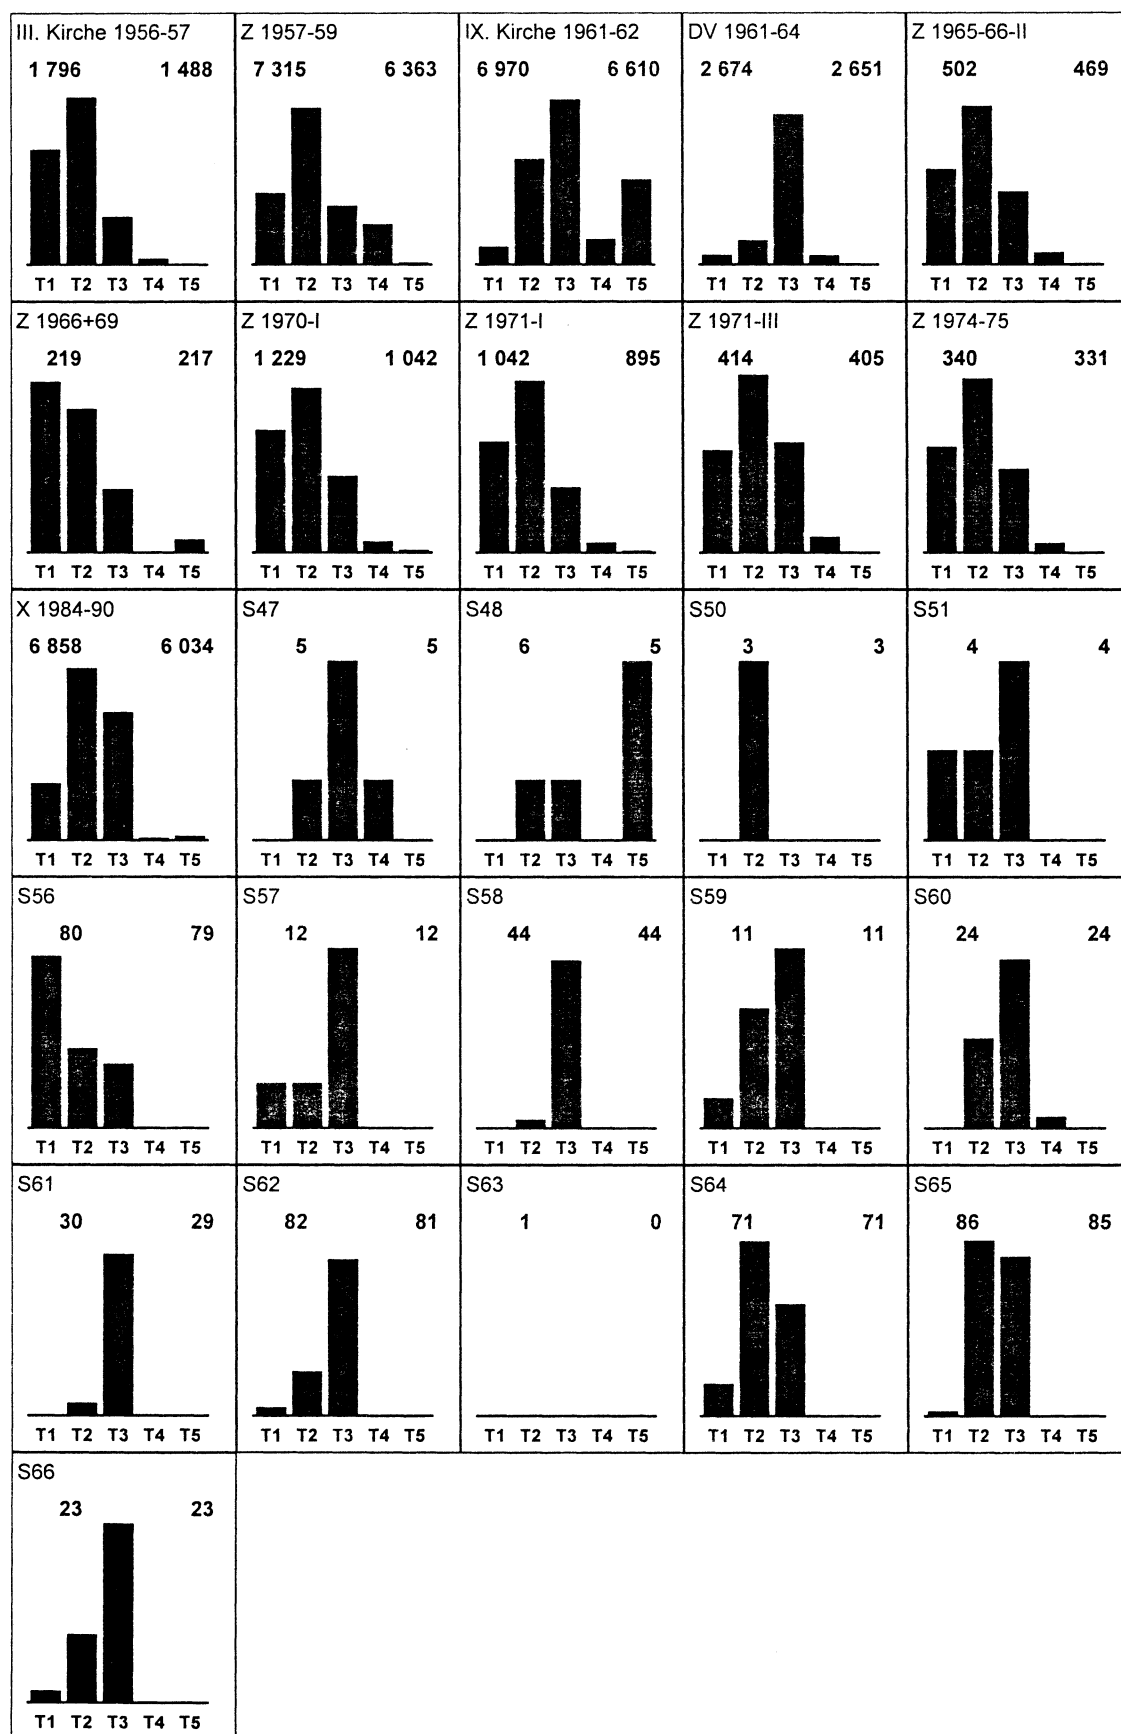 III. Kirche 1956-57
1 796 1 488
T1 T2 T3 T4 T5
Z 1957-59
7 315 6 363
T1 T2 T3 T4 T5
IX. Kirche 1961-62
6 970 6 610
T1 T2 T3 T4 T5
DV 1961-64
2 674 2 651
T1 T2 T3 T4 T5
Z 1965-66-II
502 469
T1 T2 T3 T4 T5
Z 1966+69
219 217
T1 T2 T3 T4 T5
Z 1970-I
1 229 1 042
T1 T2 T3 T4 T5
Z 1971-I
1 042 895
T1 T2 T3 T4 T5
Z 1971-III
414 405
T1 T2 T3 T4 T5
Z 1974-75
340 331
T1 T2 T3 T4 T5
X 1984-90
6 858 6 034
T1 T2 T3 T4 T5
S47
5 5
T1 T2 T3 T4 T5
S48
6 5
T1 T2 T3 T4 T5
S50
3 3
T1 T2 T3 T4 T5
S51
4 4
T1 T2 T3 T4 T5
S56
80 79
T1 T2 T3 T4 T5
S57
12 12
T1 T2 T3 T4 T5
S58
44 44
T1 T2 T3 T4 T5
S59
11 11
T1 T2 T3 T4 T5
S60
24 24
T1 T2 T3 T4 T5
S61
30 29
T1 T2 T3 T4 T5
S62
82 81
T1 T2 T3 T4 T5
S63
1 0
T1 T2 T3 T4 T5
S64
71 71
T1 T2 T3 T4 T5
S65
86 85
T1 T2 T3 T4 T5
S66
23 23
T1 T2 T3 T4 T5